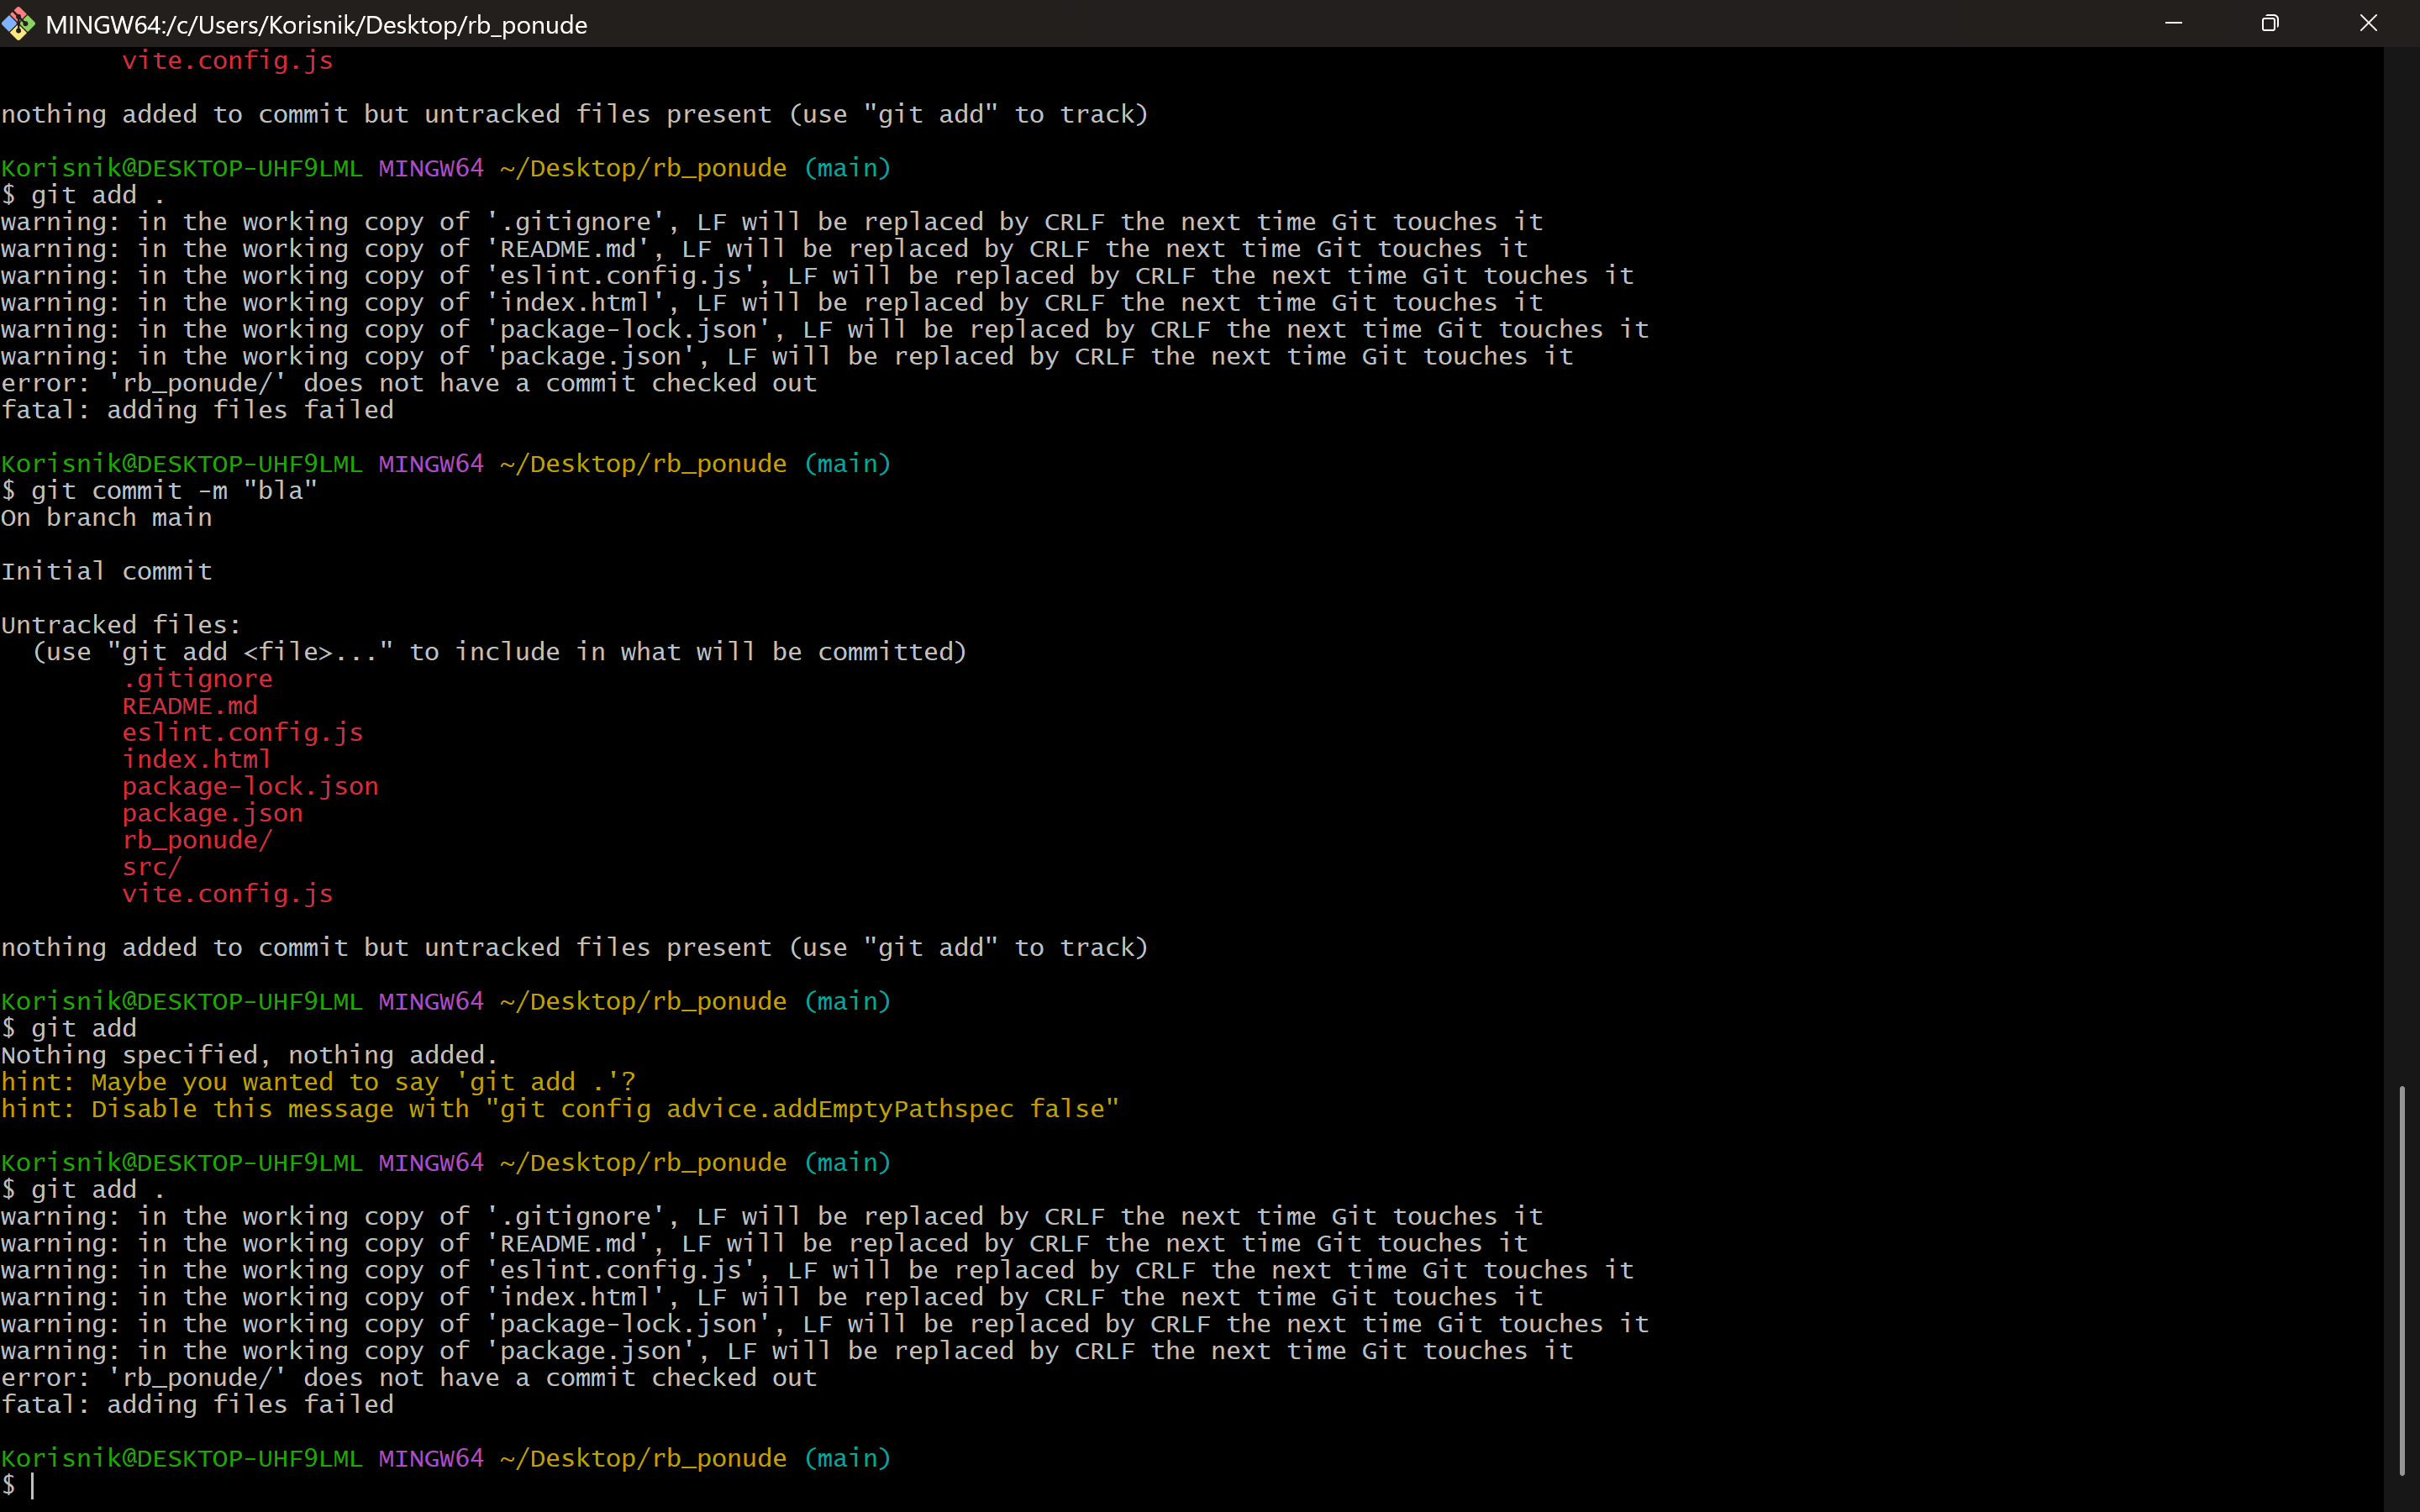 MINGW64:/c/Users/Korisnik/Desktop/rb_ponude
vite.config.js
nothing added to commit but untracked files present (use "git add" to track)
Korisnik@DESKTOP-UHF9LML MINGW64 ~/Desktop/rb_ponude (main)
$ git add .
warning: in the working copy of '.gitignore', LF will be replaced by CRLF the next time Git touches it
warning: in the working copy of 'README.md', LF will be replaced by CRLF the next time Git touches it
warning: in the working copy of 'eslint.config.js', LF will be replaced by CRLF the next time Git touches it
warning: in the working copy of 'index.html', LF will be replaced by CRLF the next time Git touches it
warning: in the working copy of 'package-lock.json', LF will be replaced by CRLF the next time Git touches it
warning: in the working copy of 'package.json', LF will be replaced by CRLF the next time Git touches it
error: 'rb_ponude/' does not have a commit checked out
fatal: adding files failed
Korisnik@DESKTOP-UHF9LML MINGW64 ~/Desktop/rb_ponude (main)
$ git commit -m "bla"
On branch main
Initial commit
Untracked files:
(use "git add <file>..." to include in what will be committed)
.gitignore
README.md
eslint.config.js
index.html
package-lock.json
package.json
rb_ponude/
src/
vite.config.js
nothing added to commit but untracked files present (use "git add" to track)
Korisnik@DESKTOP-UHF9LML MINGW64 ~/Desktop/rb_ponude (main)
$ git add
Nothing specified, nothing added.
hint: Maybe you wanted to say 'git add .'?
hint: Disable this message with "git config advice.addEmptyPathspec false"
Korisnik@DESKTOP-UHF9LML MINGW64 ~/Desktop/rb_ponude (main)
$ git add .
warning: in the working copy of '.gitignore', LF will be replaced by CRLF the next time Git touches it
warning: in the working copy of 'README.md', LF will be replaced by CRLF the next time Git touches it
warning: in the working copy of 'eslint.config.js', LF will be replaced by CRLF the next time Git touches it
warning: in the working copy of 'index.html', LF will be replaced by CRLF the next time Git touches it
warning: in the working copy of 'package-lock.json', LF will be replaced by CRLF the next time Git touches it
warning: in the working copy of 'package.json', LF will be replaced by CRLF the next time Git touches it
error: 'rb_ponude/' does not have a commit checked out
fatal: adding files failed
Korisnik@DESKTOP-UHF9LML MINGW64 ~/Desktop/rb_ponude (main)
$